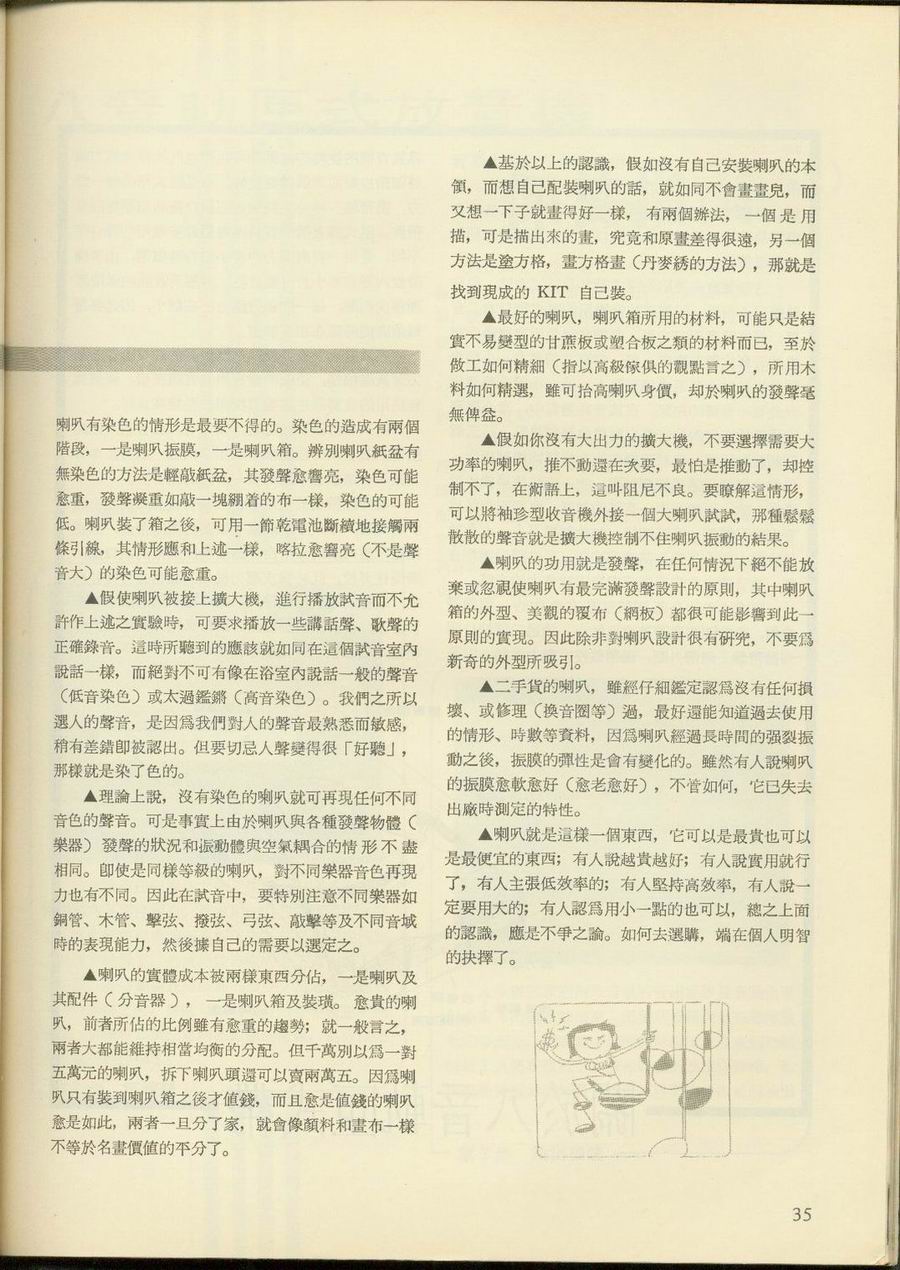 喇叭有染色的情形是最要不得的。染色的造成有兩個
階段，一是喇叭振膜，一是喇叭箱。辨別喇叭紙盆有
無染色的方法是輕敲紙盆，其發聲愈響亮，染色可能
愈重，發聲凝重如敲一塊綳着的布一樣，染色的可能
低。喇叭裝了箱之後，可用一節乾電池斷續地接觸兩
條引線，其情形應和上述一樣，喀拉愈響亮（不是聲
音大）的染色可能愈重。
▲假使喇叭被接上擴大機，進行播放試音而不允
許作上述之實驗時，可要求播放一些講話聲、歌聲的
正確錄音。這時所聽到的應該就如同在這個試音室內
說話一樣，而絕對不可有像在浴室內說話一般的聲音
（低音染色）或太過鑑鏘（高音染色）。我們之所以
選人的聲音，是因爲我們對人的聲音最熟悉而敏感，
稍有差錯卽被認出。但要切忌人聲變得很「好聽」，
那樣就是染了色的。
▲理論上說，沒有染色的喇叭就可再現任何不同
音色的聲音。可是事實上由於喇叭與各種發聲物體（
樂器）發聲的狀況和振動體與空氣耦合的情形不盡
相同。卽使是同樣等級的喇叭，對不同樂器音色再現
力也有不同。因此在試音中，要特別注意不同樂器如
銅管、木管、擊弦、撥弦、弓弦、敲擊等及不同音域
時的表現能力，然後據自己的需要以選定之。
▲喇叭的實體成本被兩樣東西分佔，一是喇叭及
其配件（分音器），一是喇叭箱及裝璜。愈貴的喇
叭，前者所佔的比例雖有愈重的趨勢；就一般言之，
兩者大都能維持相當均衡的分配。但千萬別以爲一對
五萬元的喇叭，拆下喇叭頭還可以賣兩萬五。因爲喇
叭只有裝到喇叭箱之後才值錢，而且愈是値錢的喇叭
愈是如此，兩者一旦分了家，就會像顏料和畫布一樣
不等於名畫價値的平分了。
▲基於以上的認識，假如沒有自己安裝喇叭的本
領，而想自己配裝喇叭的話，就如同不會畫畫兒，而
又想一下子就畫得好一樣，有兩個辦法，一個是用
描，可是描出來的畫，究竟和原畫差得很遠，另一個
方法是塗方格，畫方格畫（丹麥綉的方法），那就是
找到現成的 KIT 自己裝。
▲最好的喇叭，喇叭箱所用的材料，可能只是結
實不易變型的甘蔗板或塑合板之類的材料而已，至於
做工如何精細（指以高級傢俱的觀點言之），所用木
料如何精選，雖可抬高喇叭身價，却於喇叭的發聲毫
無俾益。
▲假如你沒有大出力的擴大機，不要選擇需要大
功率的喇叭，推不動還在次要，最怕是推動了，却控
制不了，在術語上，這叫阻尼不良。要瞭解這情形，
可以將袖珍型收音機外接一個大喇叭試試，那種鬆鬆
散散的聲音就是擴大機控制不住喇叭振動的結果。
▲喇叭的功用就是發聲，在任何情況下絕不能放
棄或忽視使喇叭有最完滿發聲設計的原則，其中喇叭
箱的外型、美觀的覆布（網板）都很可能影響到此一
原則的實現。因此除非對喇叭設計很有研究，不要爲
新奇的外型所吸引。
▲二手貨的喇叭，雖經仔細鑑定認爲沒有任何損
壞、或修理（換音圈等）過，最好還能知道過去使用
的情形、時數等資料，因爲喇叭經過長時間的强裂振
動之後，振膜的彈性是會有變化的。雖然有人說喇叭
的振膜愈軟愈好（愈老愈好），不管如何，它已失去
出廠時測定的特性。
▲喇叭就是這樣一個東西，它可以是最貴也可以
是最便宜的東西；有人說越貴越好；有人說實用就行
了，有人主張低效率的；有人堅持高效率，有人說一
定要用大的；有人認爲用小一點的也可以，總之上面
的認識，應是不爭之論。如何去選購，端在個人明智
的抉擇了。
35